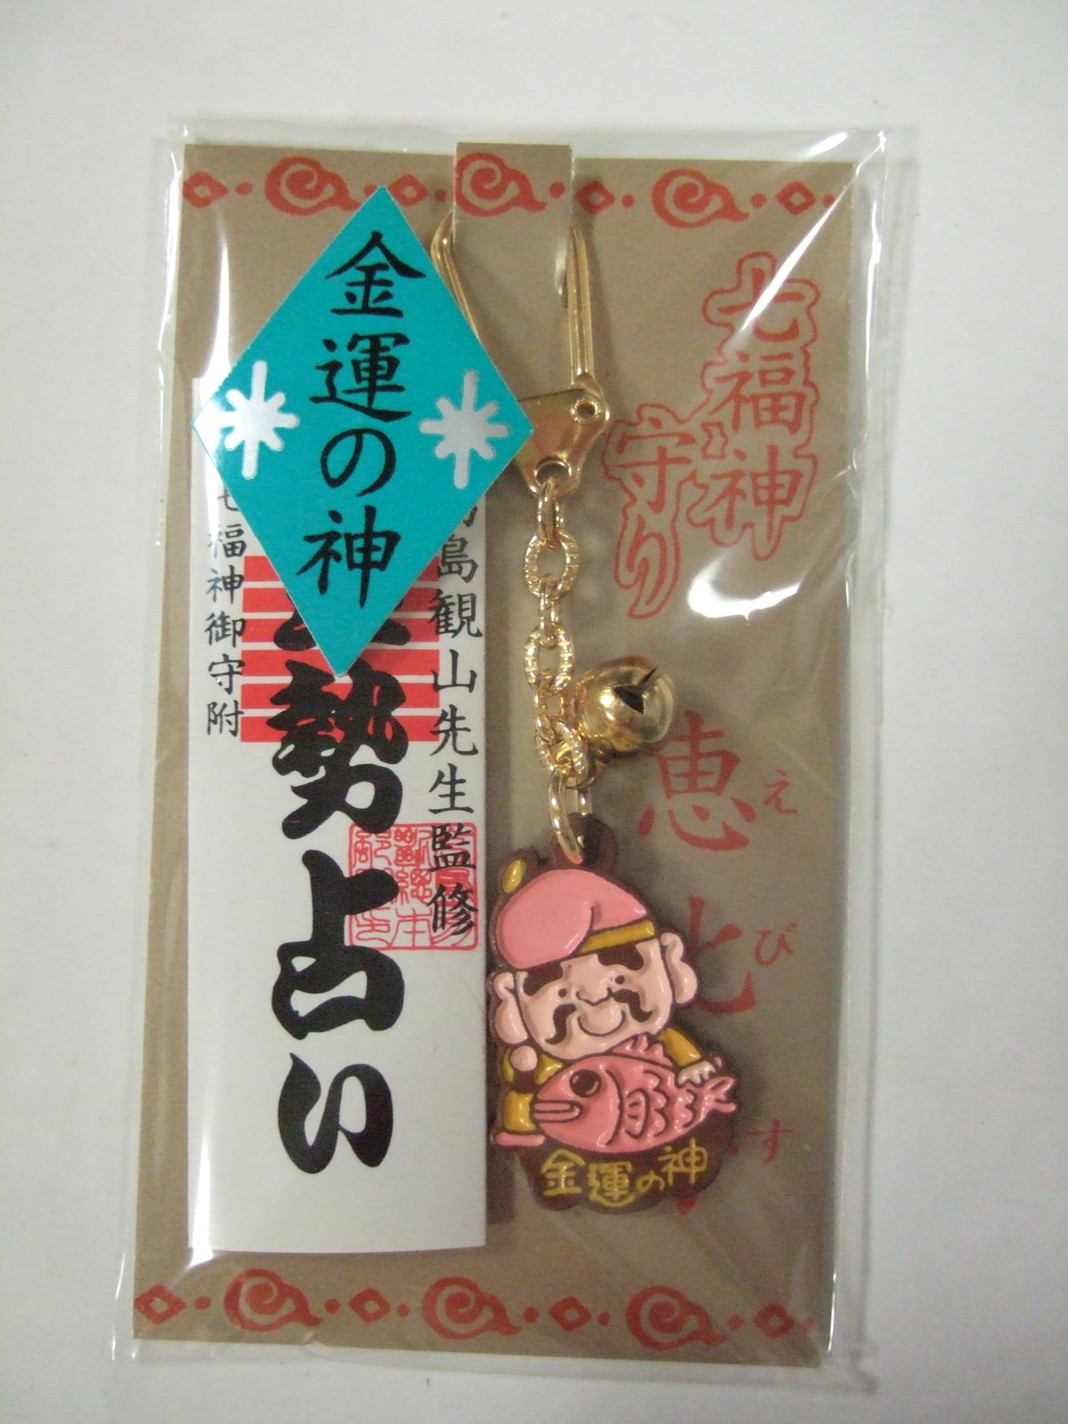 七福神
守り
恵比
えびす
金運の神
島観山先生監修
勢占い
七福神御守附
金運の神